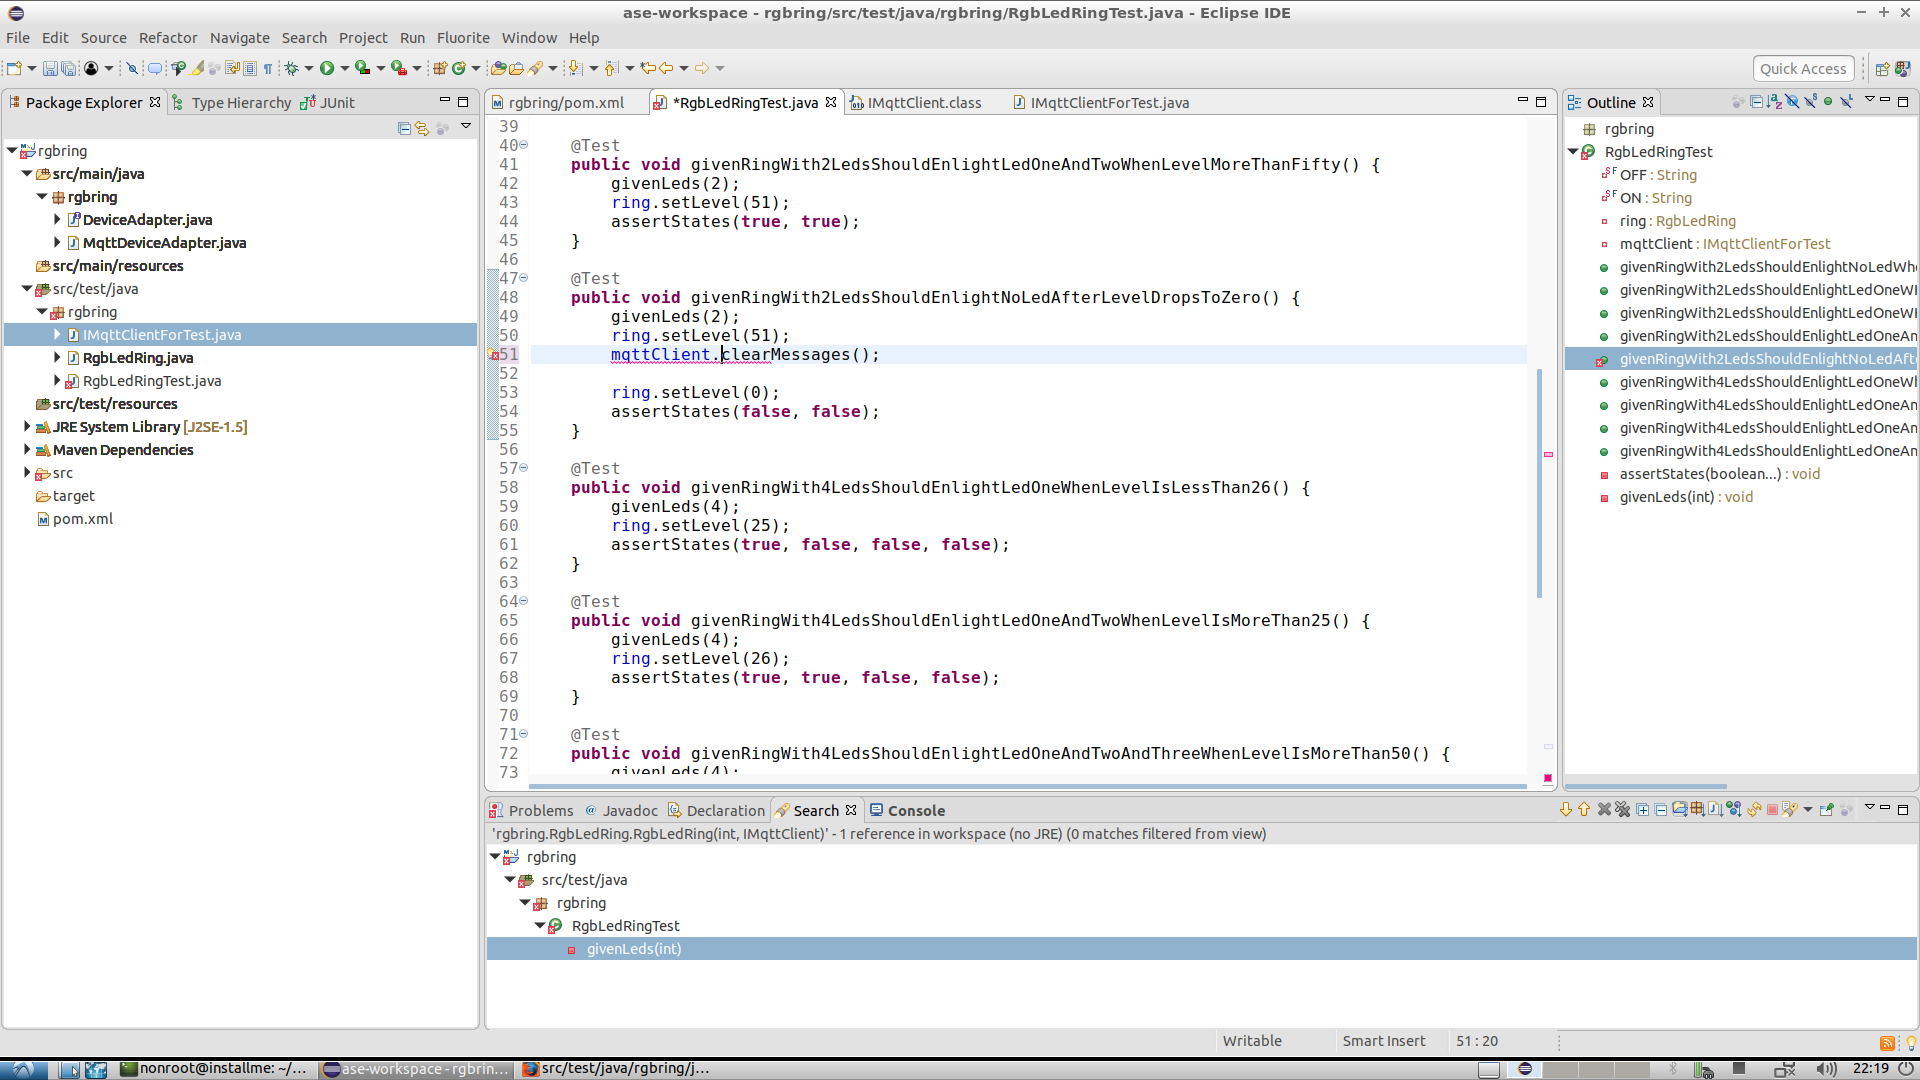 ase-workspace - rgbring/src/test/java/rgbring/RgbLedRingTest.java - Eclipse IDE
File Edit Source Refactor Navigate Search Project Run Fluorite Window Help
Quick Access
Package Explorer Type Hierarchy JUnit
rgbring
src/main/java
rgbring
DeviceAdapter.java
MqttDeviceAdapter.java
src/main/resources
src/test/java
rgbring
IMqttClientForTest.java
RgbLedRing.java
RgbLedRingTest.java
src/test/resources
JRE System Library [J2SE-1.5]
Maven Dependencies
src
target
pom.xml
rgbring/pom.xml *RgbLedRingTest.java IMqttClient.class IMqttClientForTest.java
39
40 @Test
41 public void givenRingWith2LedsShouldEnlightLedOneAndTwoWhenLevelMoreThanFifty() {
42 givenLeds(2);
43 ring.setLevel(51);
44 assertStates(true, true);
45 }
46
47 @Test
48 public void givenRingWith2LedsShouldEnlightNoLedAfterLevelDropsToZero() {
49 givenLeds(2);
50 ring.setLevel(51);
51 mqttClient.clearMessages();
52
53 ring.setLevel(0);
54 assertStates(false, false);
55 }
56
57 @Test
58 public void givenRingWith4LedsShouldEnlightLedOneWhenLevelIsLessThan26() {
59 givenLeds(4);
60 ring.setLevel(25);
61 assertStates(true, false, false, false);
62 }
63
64 @Test
65 public void givenRingWith4LedsShouldEnlightLedOneAndTwoWhenLevelIsMoreThan25() {
66 givenLeds(4);
67 ring.setLevel(26);
68 assertStates(true, true, false, false);
69 }
70
71 @Test
72 public void givenRingWith4LedsShouldEnlightLedOneAndTwoAndThreeWhenLevelIsMoreThan50() {
73 givenLeds(4);
Outline
rgbring
RgbLedRingTest
OFF : String
ON : String
ring : RgbLedRing
mqttClient : IMqttClientForTest
givenRingWith2LedsShouldEnlightNoLedWhe
givenRingWith2LedsShouldEnlightLedOneWh
givenRingWith2LedsShouldEnlightLedOneWh
givenRingWith2LedsShouldEnlightLedOneAn
givenRingWith2LedsShouldEnlightNoLedAft
givenRingWith4LedsShouldEnlightLedOneWh
givenRingWith4LedsShouldEnlightLedOneAn
givenRingWith4LedsShouldEnlightLedOneAn
givenRingWith4LedsShouldEnlightLedOneAn
assertStates(boolean...) : void
givenLeds(int) : void
Problems Javadoc Declaration Search Console
'rgbring.RgbLedRing.RgbLedRing(int, IMqttClient)' - 1 reference in workspace (no JRE) (0 matches filtered from view)
rgbring
src/test/java
rgbring
RgbLedRingTest
givenLeds(int)
Writable Smart Insert 51 : 20
nonroot@installme: ~/... ase-workspace - rgbrin... src/test/java/rgbring/j... 22:19